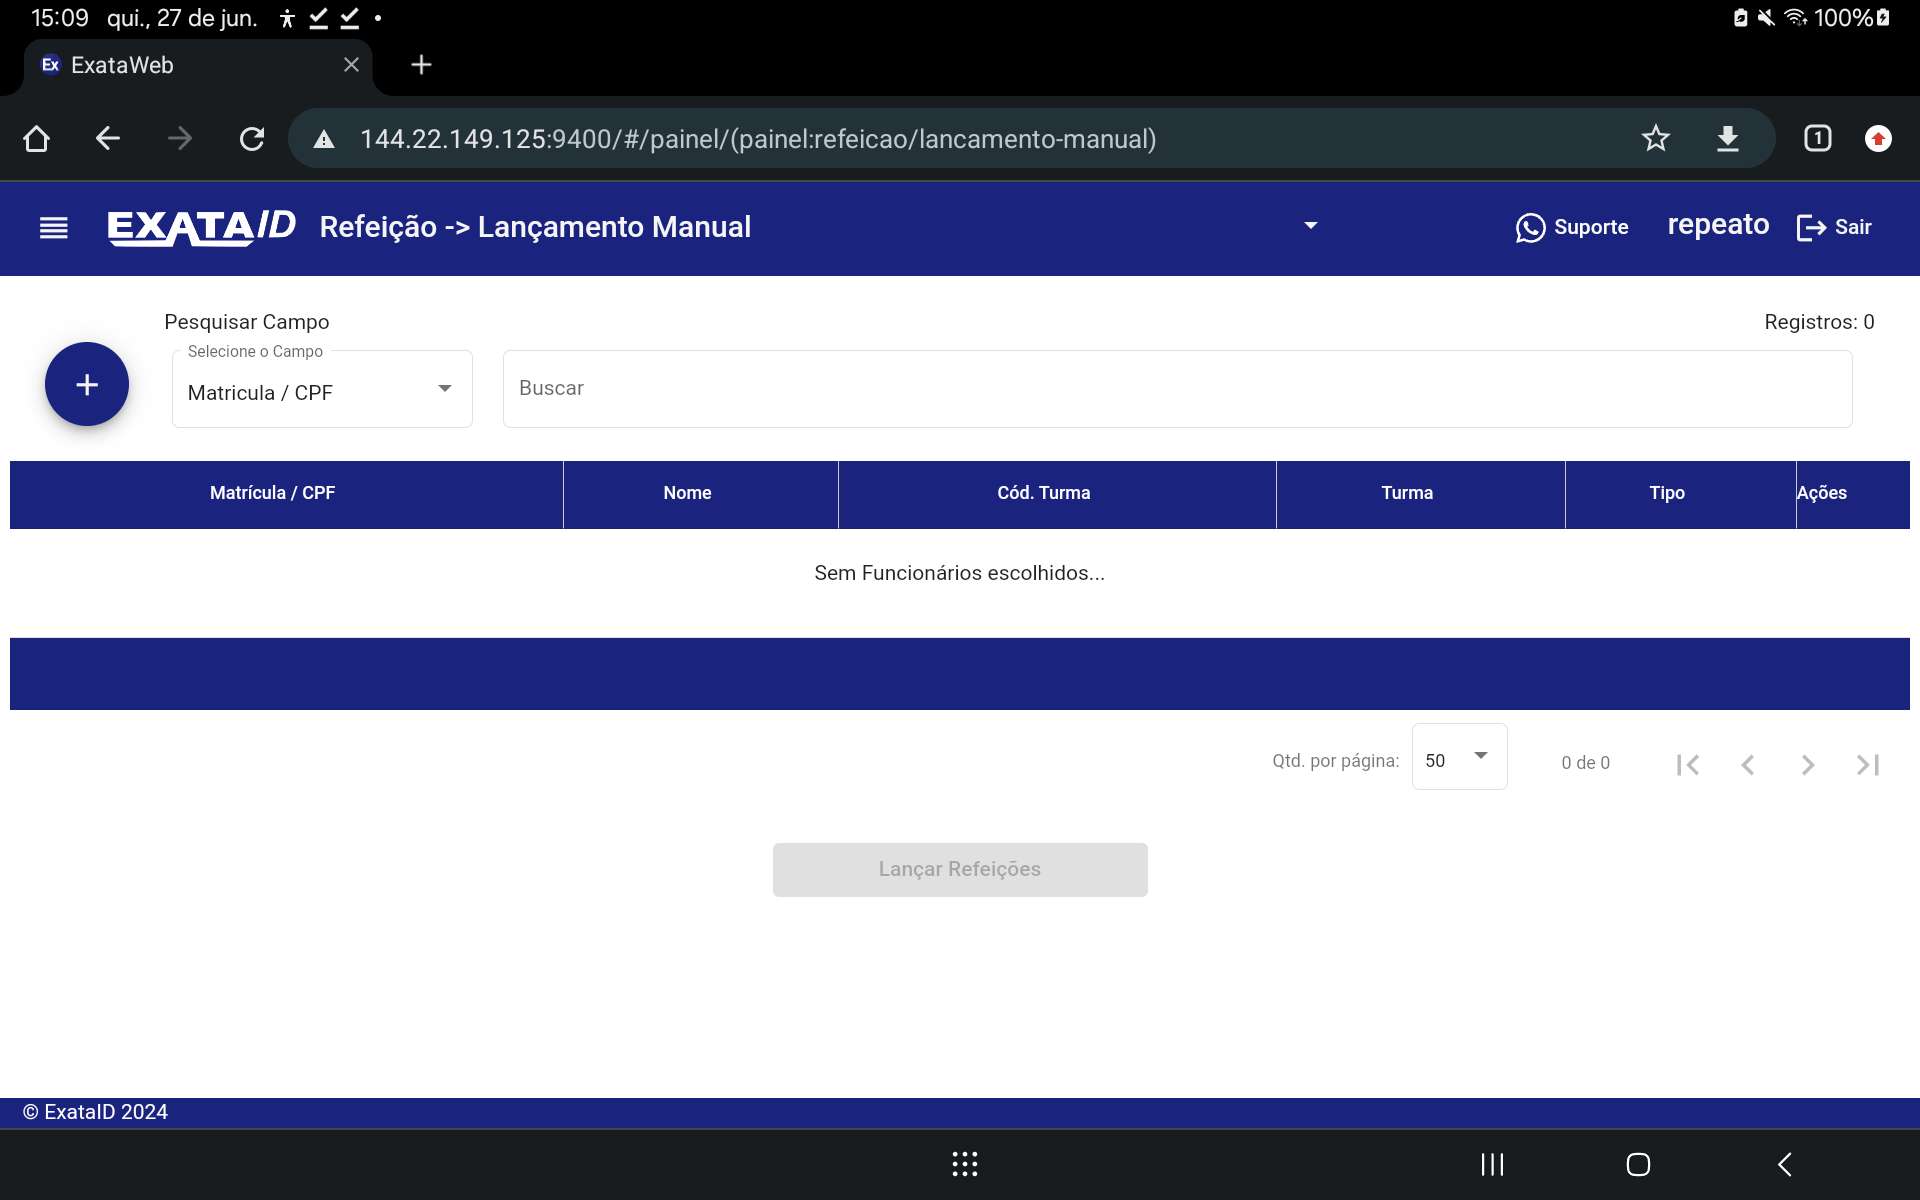 15:09 qui., 27 de jun. 100%
Ex ExataWeb
144.22.149.125:9400/#/painel/(painel:refeicao/lancamento-manual) 1
EXATAID Refeição -> Lançamento Manual Suporte repeato Sair
Pesquisar Campo Registros: 0
Selecione o Campo
Matricula / CPF Buscar
Matrícula / CPF Nome Cód. Turma Turma Tipo Ações
Sem Funcionários escolhidos...
Qtd. por página: 50 0 de 0
Lançar Refeições
© ExataID 2024